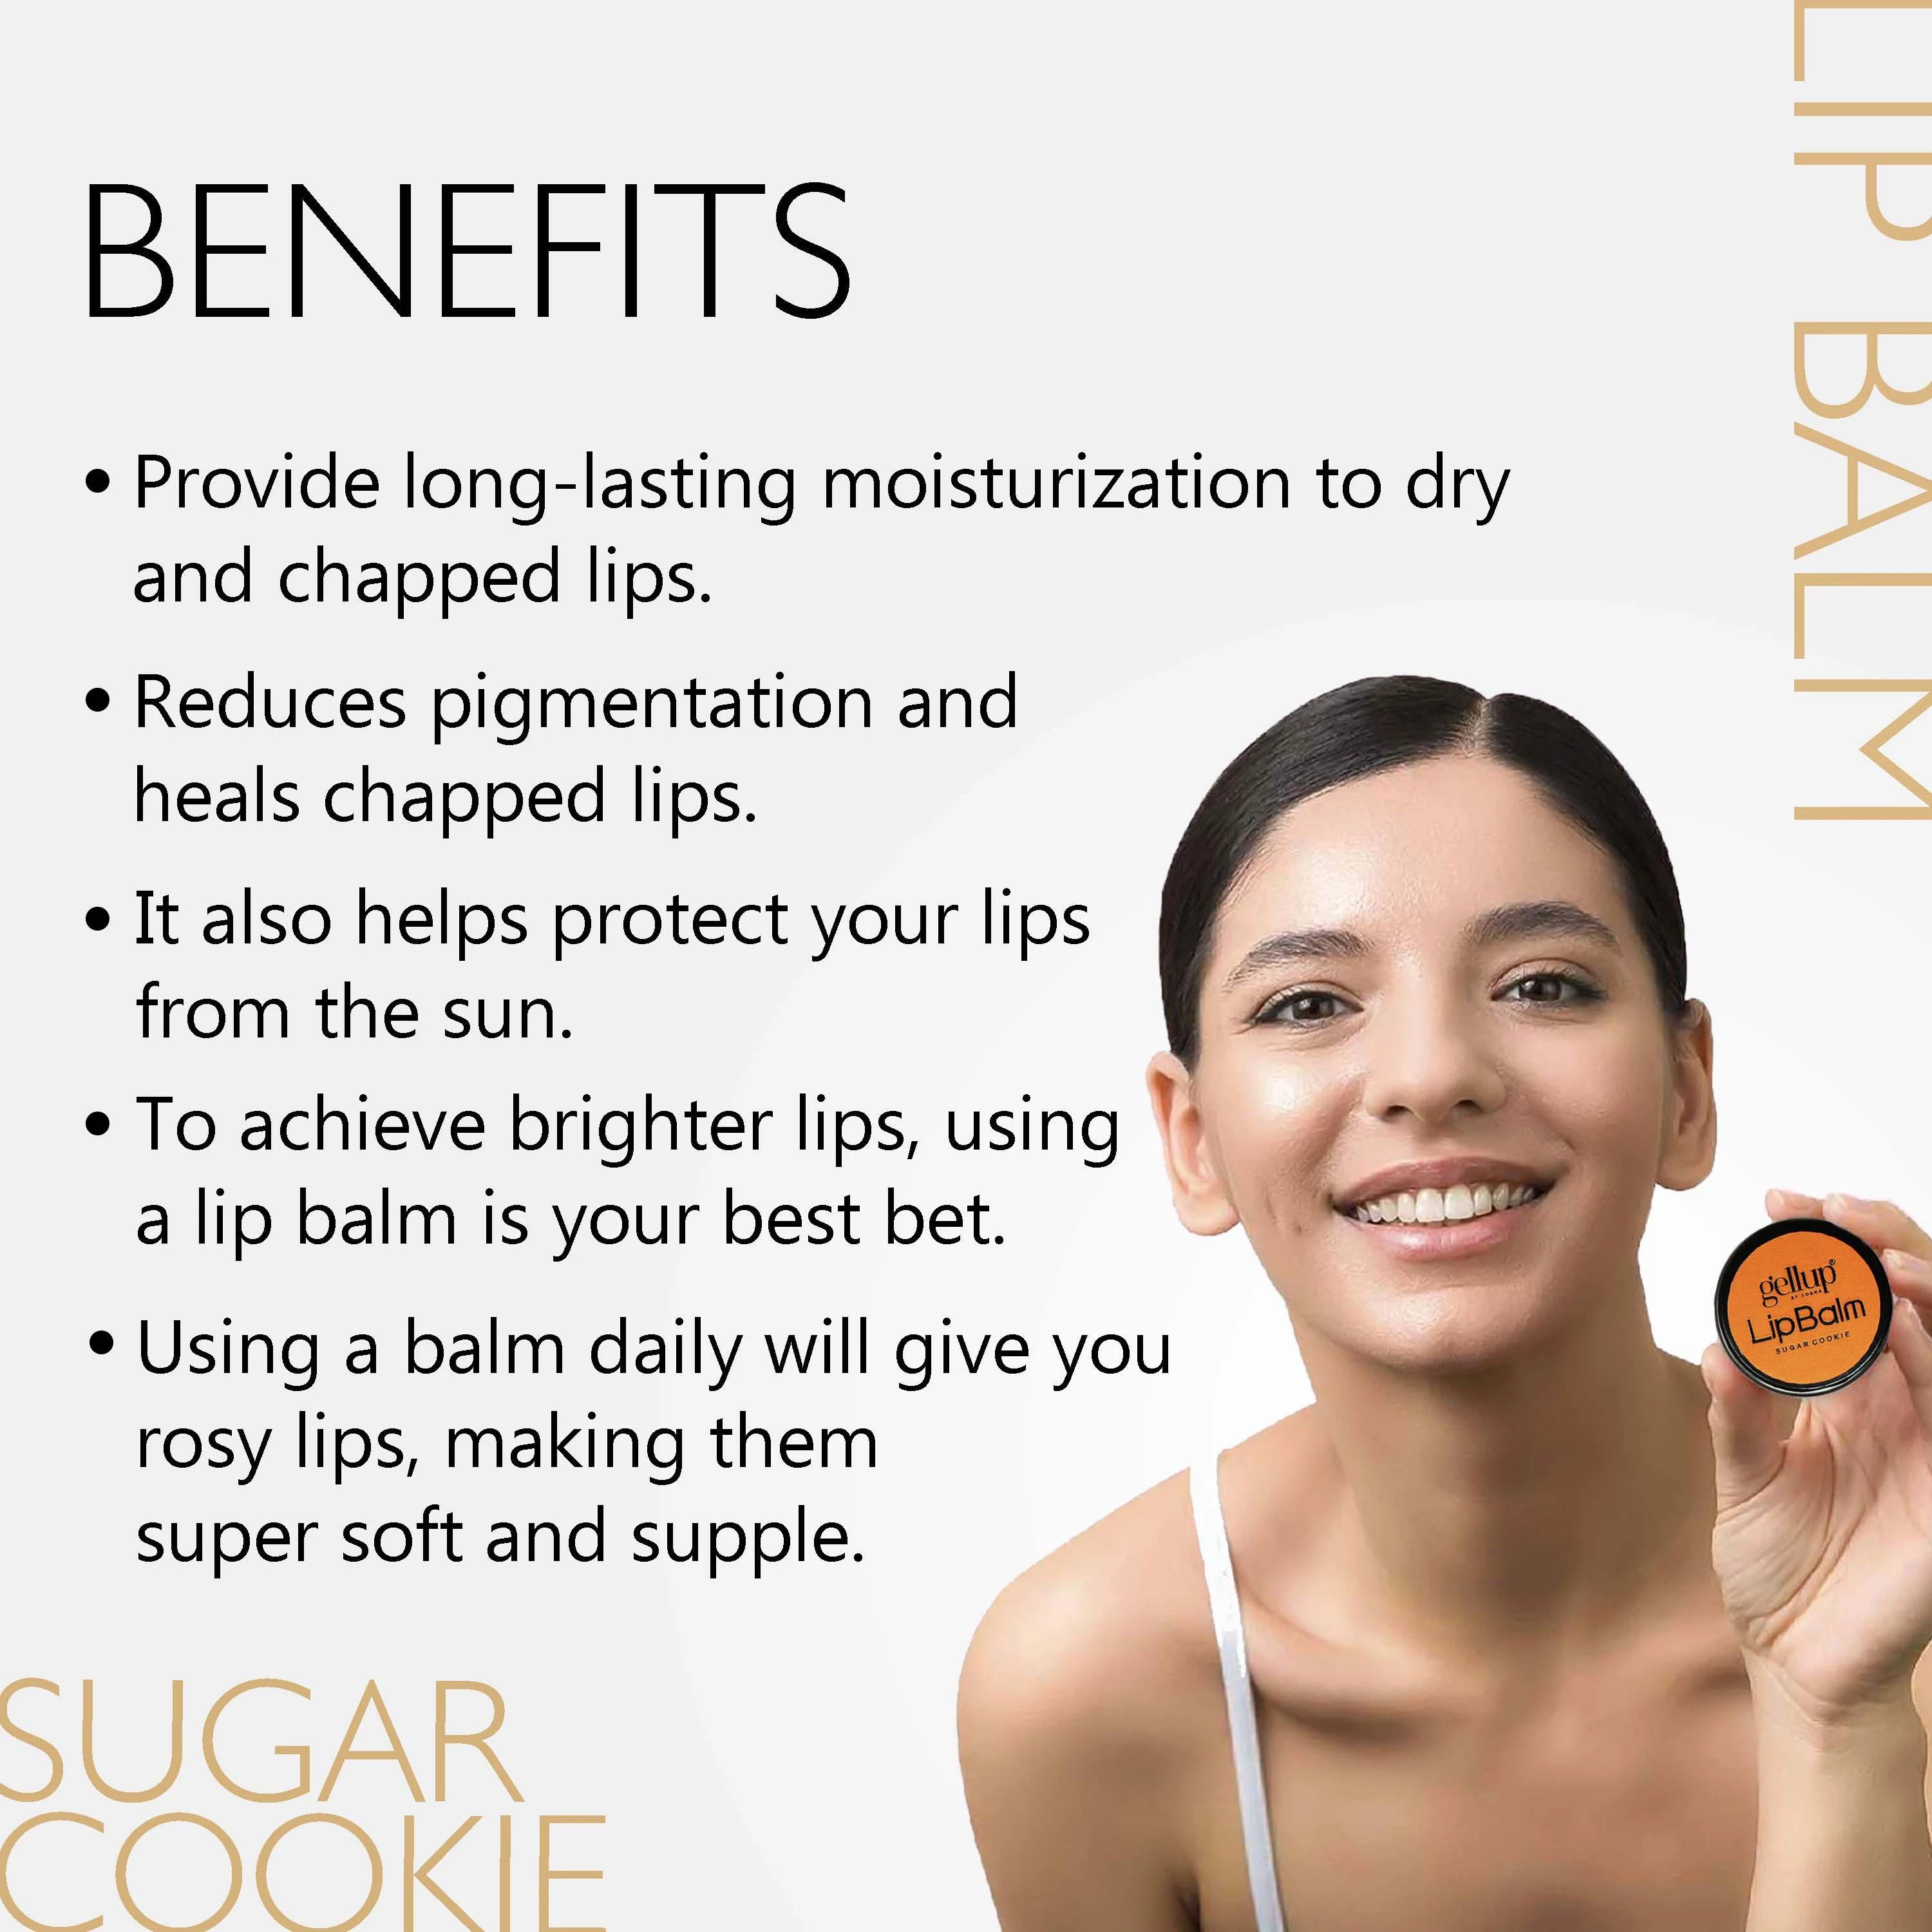 LIP BALM
BENEFITS
• Provide long-lasting moisturization to dry
and chapped lips.
• Reduces pigmentation and
heals chapped lips.
• It also helps protect your lips
from the sun.
• To achieve brighter lips, using
a lip balm is your best bet.
• Using a balm daily will give you
rosy lips, making them
super soft and supple.
gellup®
BY JOBRA
LipBalm
SUGAR COOKIE
SUGAR
COOKIE